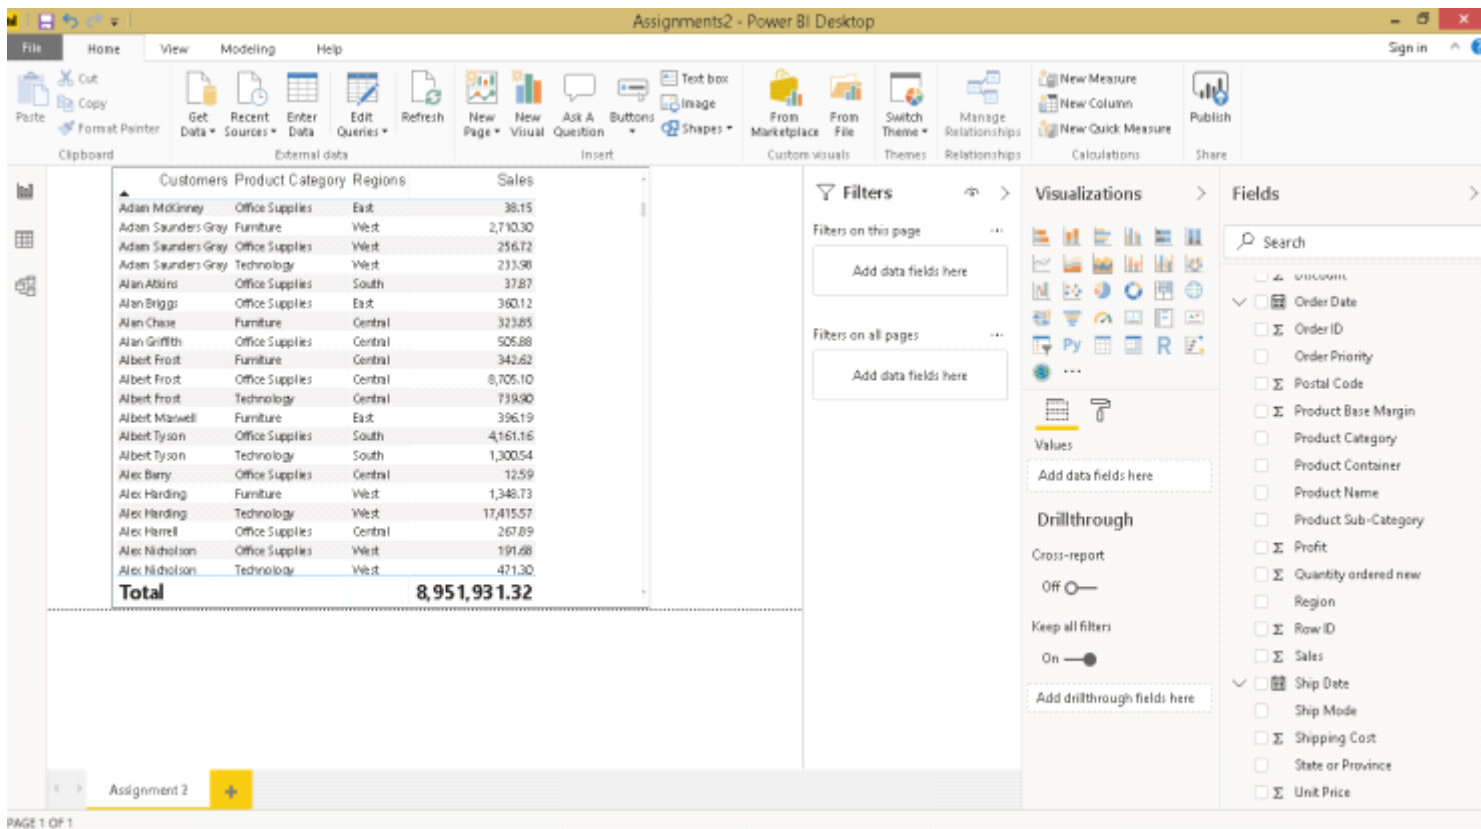 Assignments2 - Power BI Desktop
File Home View Modeling Help Sign in
Paste
Cut
Copy
Format Painter
Get Data
Recent Sources
Enter Data
Edit Queries
Refresh
New Page
New Visual
Ask A Question
Buttons
Text box
Image
Shapes
From Marketplace
From File
Switch Theme
Manage Relationships
New Measure
New Column
New Quick Measure
Publish
Clipboard External data Insert Custom visuals Themes Relationships Calculations Share
Customers Product Category Regions Sales
Adam McKinney Office Supplies East 38.15
Adam Saunders Gray Furniture West 2,710.30
Adam Saunders Gray Office Supplies West 256.72
Adam Saunders Gray Technology West 233.98
Alan Atkins Office Supplies South 37.87
Alan Briggs Office Supplies East 360.12
Alan Chase Furniture Central 323.85
Alan Griffith Office Supplies Central 505.88
Albert Frost Furniture Central 342.62
Albert Frost Office Supplies Central 8,705.10
Albert Frost Technology Central 739.90
Albert Maxwell Furniture East 396.19
Albert Tyson Office Supplies South 4,161.16
Albert Tyson Technology South 1,300.54
Alex Barry Office Supplies Central 12.59
Alex Harding Furniture West 1,348.73
Alex Harding Technology West 17,415.57
Alex Harrell Office Supplies Central 267.89
Alex Nicholson Office Supplies West 191.68
Alex Nicholson Technology West 471.30
Total 8,951,931.32
Filters
Filters on this page ...
Add data fields here
Filters on all pages ...
Add data fields here
Visualizations
Py R
...
Values
Add data fields here
Drillthrough
Cross-report
Off
Keep all filters
On
Add drillthrough fields here
Fields
Search
Discount
Order Date
Σ Order ID
Order Priority
Σ Postal Code
Σ Product Base Margin
Product Category
Product Container
Product Name
Product Sub-Category
Σ Profit
Σ Quantity ordered new
Region
Σ Row ID
Σ Sales
Ship Date
Ship Mode
Σ Shipping Cost
State or Province
Σ Unit Price
Assignment 2
PAGE 1 OF 1